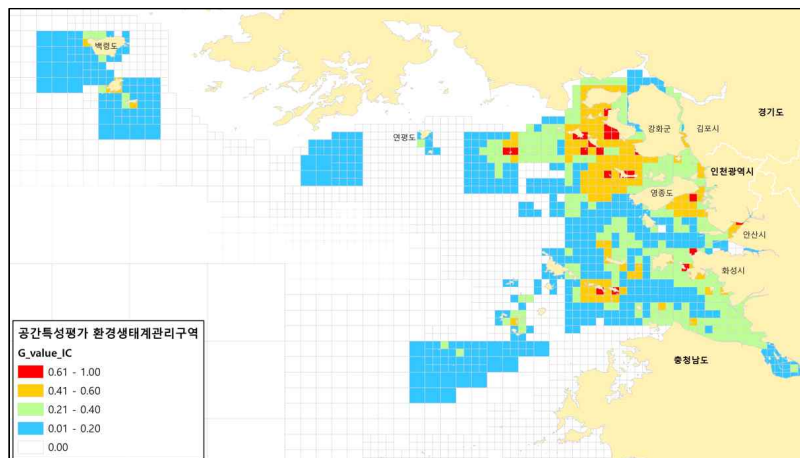 백령도
연평도
강화군
김포시
경기도
인천광역시
영종도
안산시
화성시
충청남도
공간특성평가 환경생태계관리구역
G_value_IC
0.61 - 1.00
0.41 - 0.60
0.21 - 0.40
0.01 - 0.20
0.00